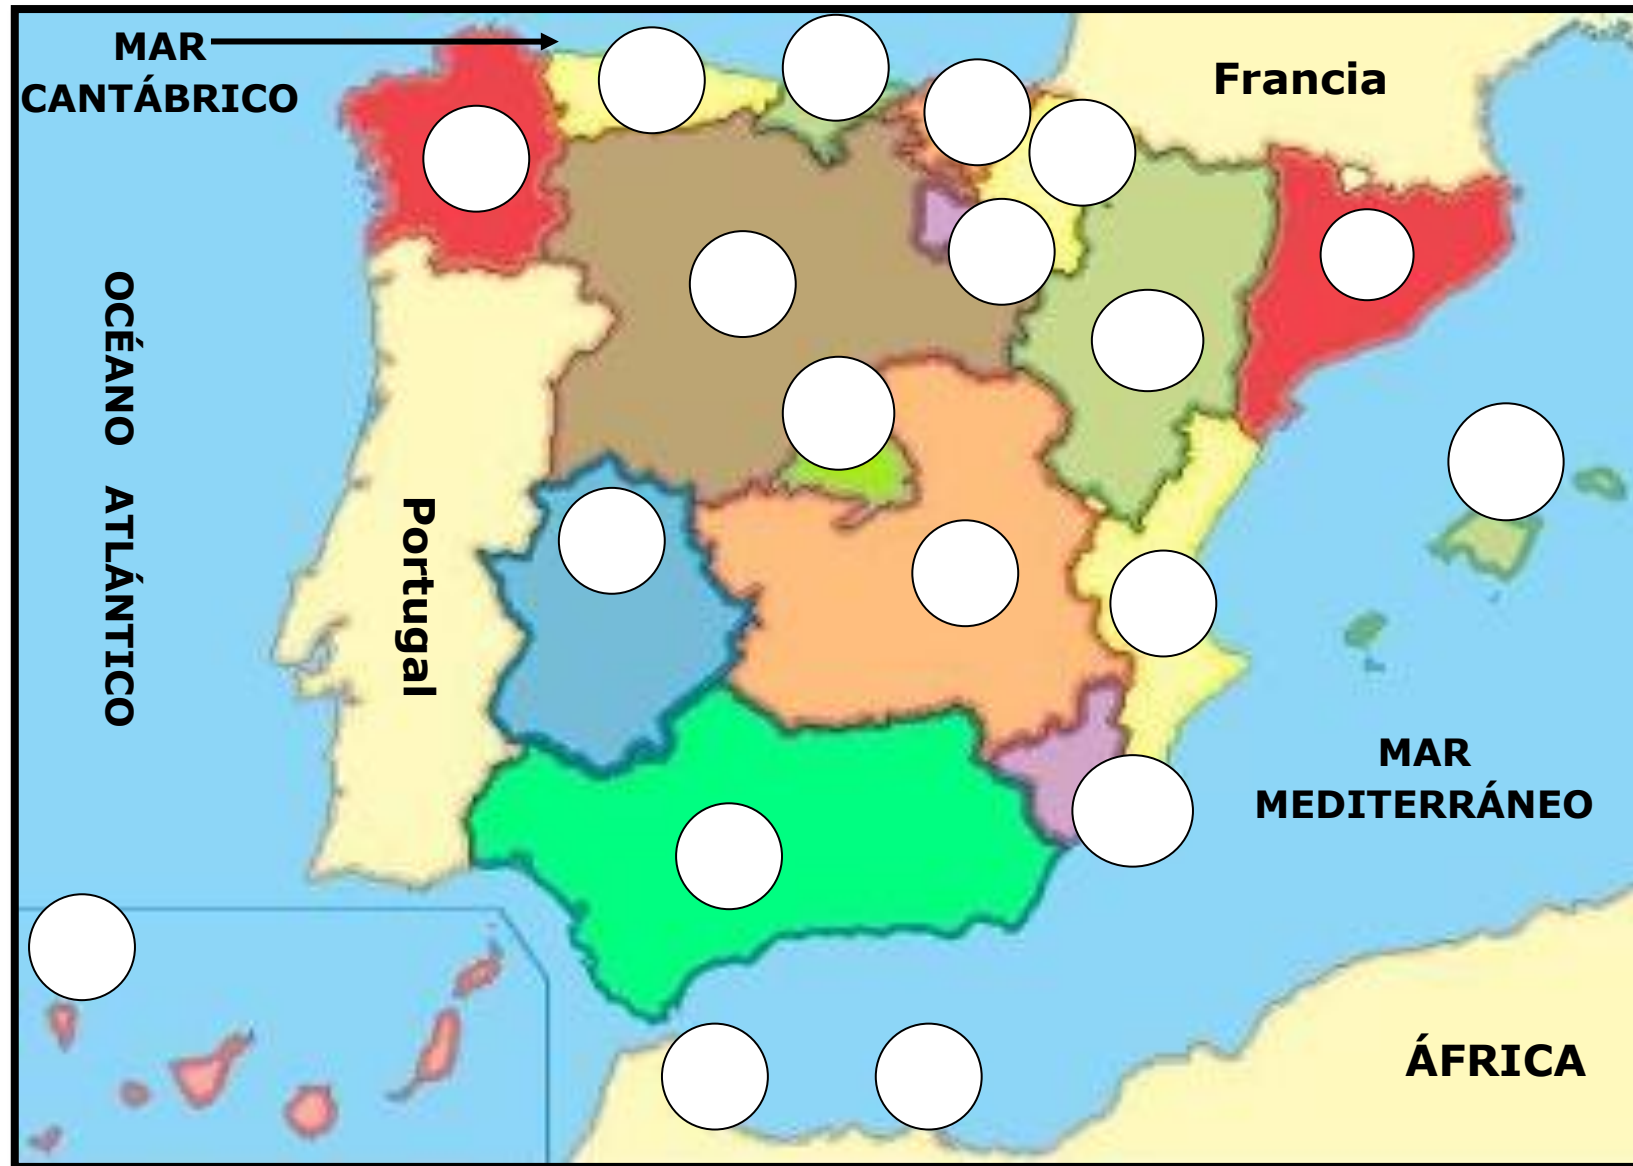 MAR
CANTÁBRICO
Francia
OCÉANO ATLÁNTICO
Portugal
MAR
MEDITERRÁNEO
ÁFRICA